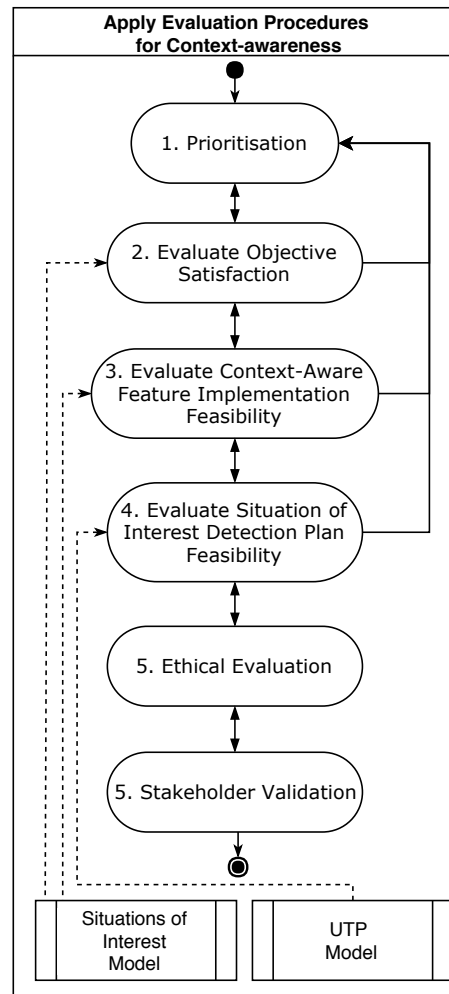 Apply Evaluation Procedures
for Context-awareness
1. Prioritisation
2. Evaluate Objective
Satisfaction
3. Evaluate Context-Aware
Feature Implementation
Feasibility
4. Evaluate Situation of
Interest Detection Plan
Feasibility
5. Ethical Evaluation
5. Stakeholder Validation
Situations of
Interest
Model
UTP
Model